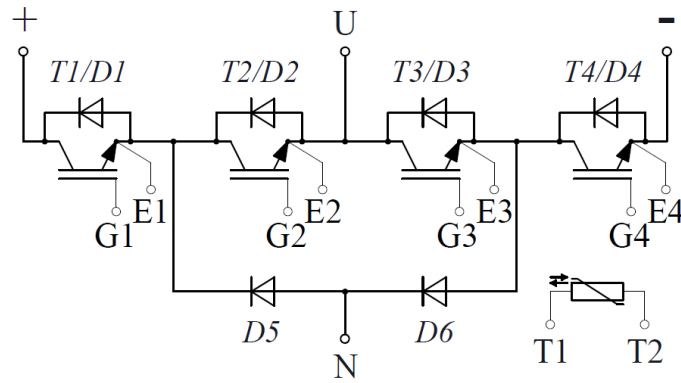 + U -
T1/D1 T2/D2 T3/D3 T4/D4
E1 E2 E3 E4
G1 G2 G3 G4
D5 D6
N T1 T2